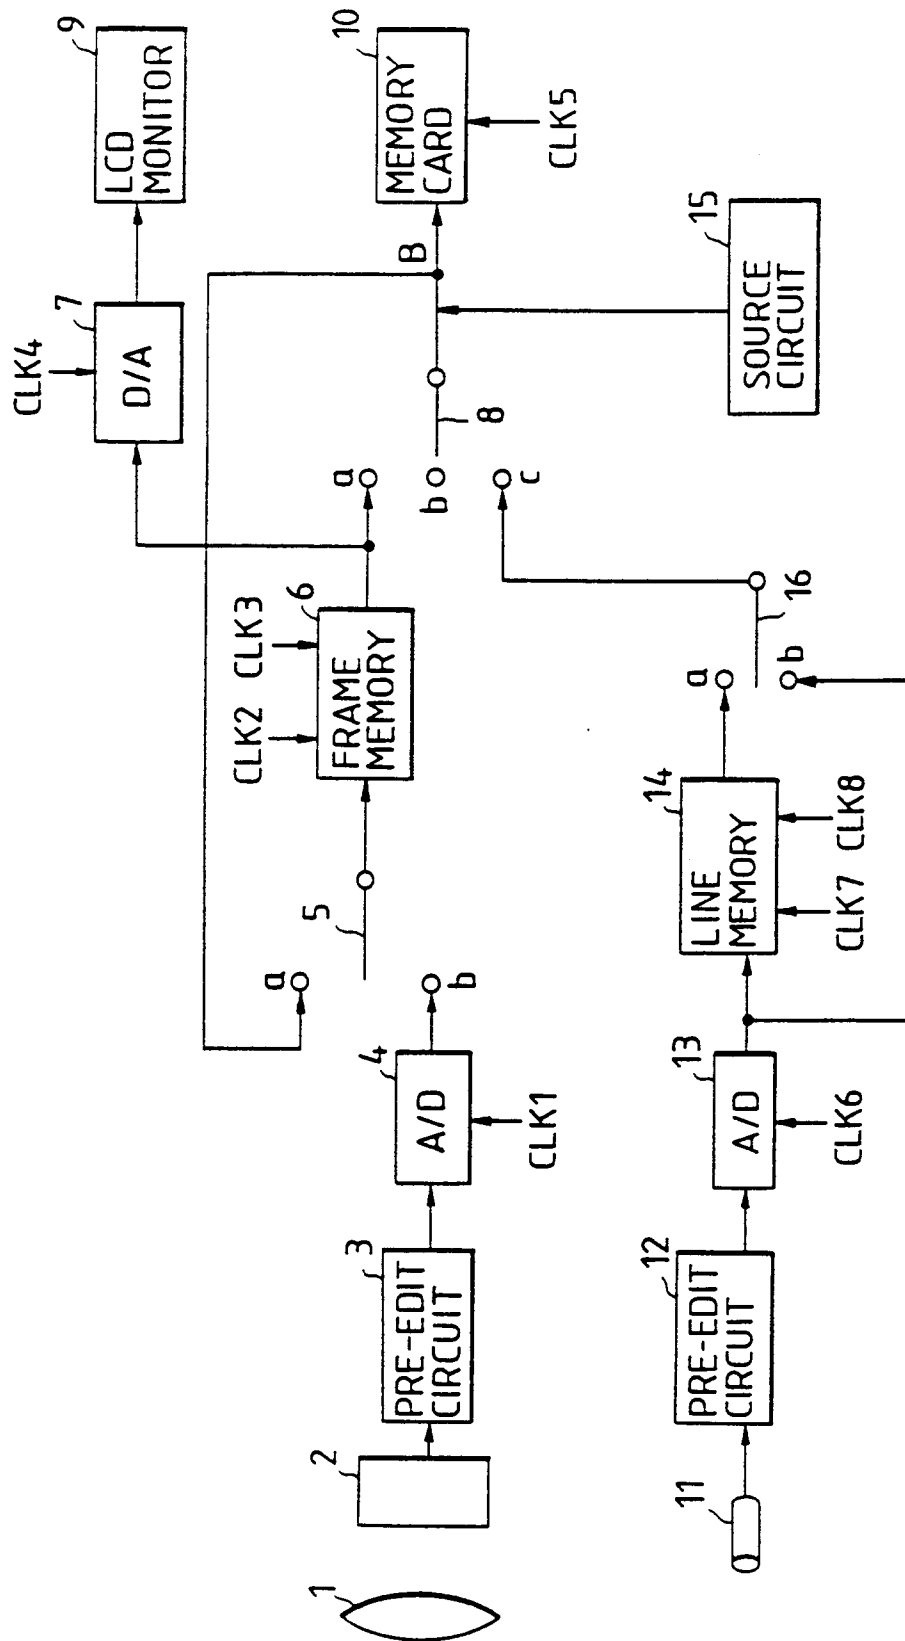 1
2
3
PRE-EDIT
CIRCUIT
4
A/D
CLK1
a
b
5
CLK2
CLK3
6
FRAME
MEMORY
CLK4
7
D/A
9
LCD
MONITOR
a
b
c
8
B
10
MEMORY
CARD
CLK5
11
12
PRE-EDIT
CIRCUIT
13
A/D
CLK6
14
LINE
MEMORY
CLK7
CLK8
a
b
16
15
SOURCE
CIRCUIT